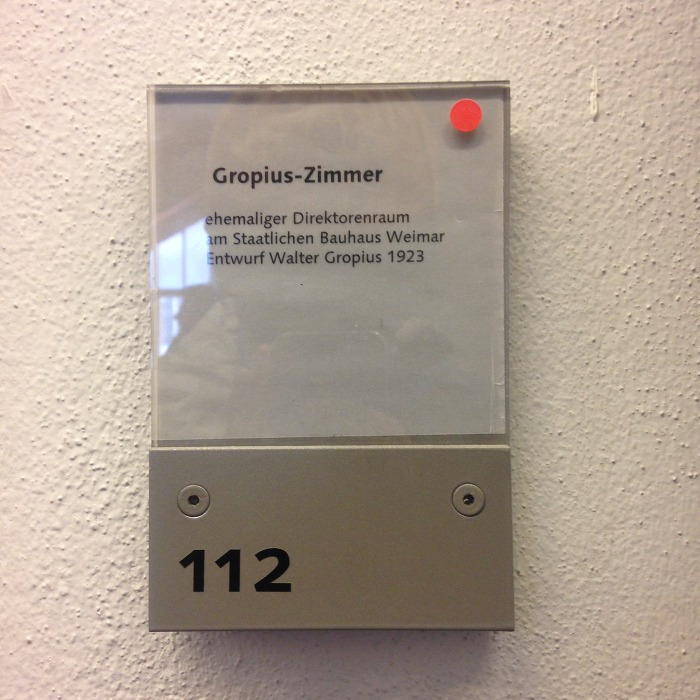 Gropius-Zimmer
ehemaliger Direktorenraum
am Staatlichen Bauhaus Weimar
Entwurf Walter Gropius 1923
112